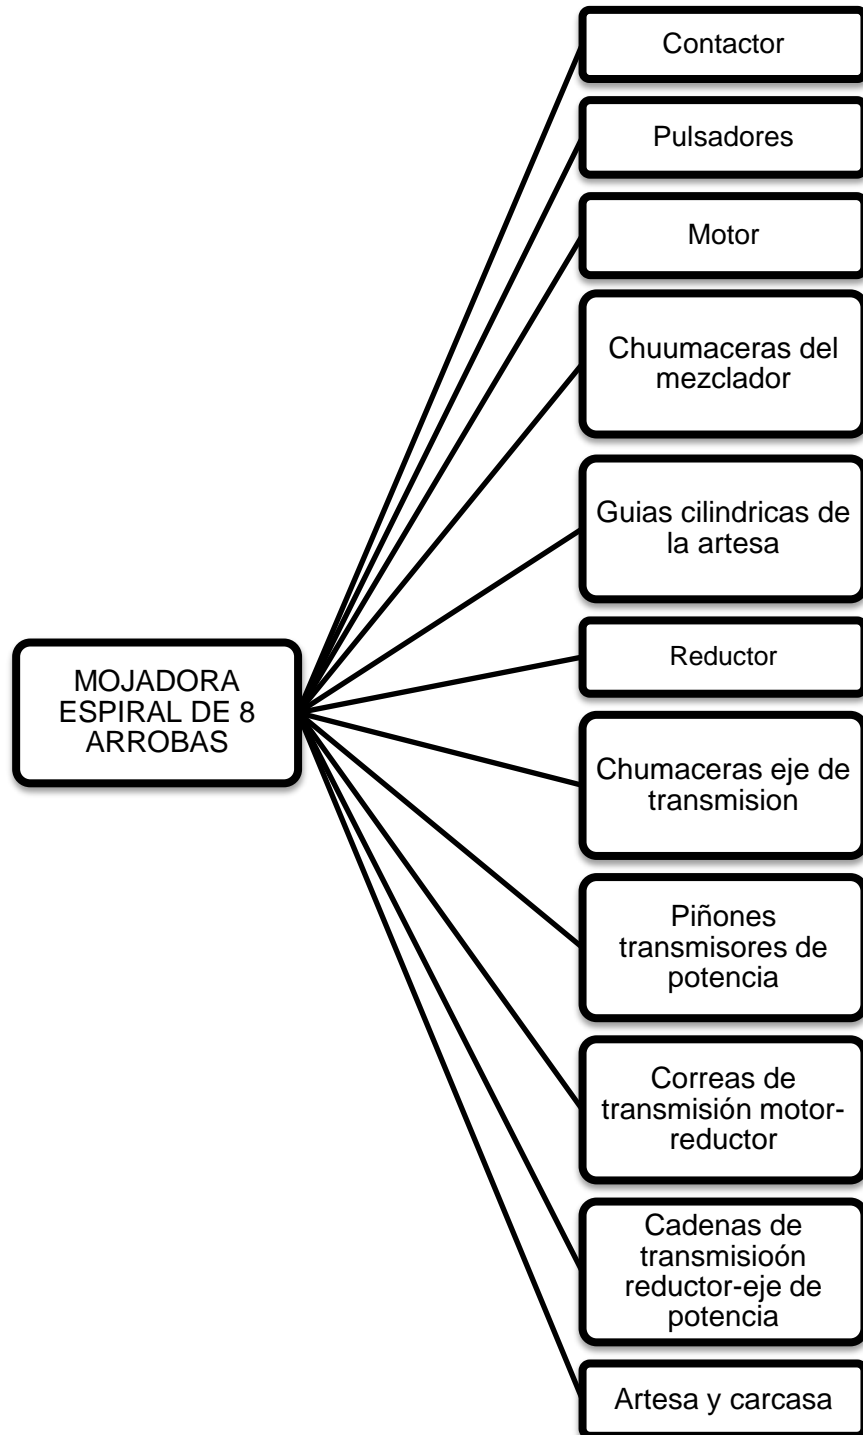 Contactor
Pulsadores
Motor
Chuumaceras del
mezclador
Guias cilindricas de
la artesa
MOJADORA
ESPIRAL DE 8
ARROBAS
Reductor
Chumaceras eje de
transmision
Piñones
transmisores de
potencia
Correas de
transmisión motor-
reductor
Cadenas de
transmisioón
reductor-eje de
potencia
Artesa y carcasa